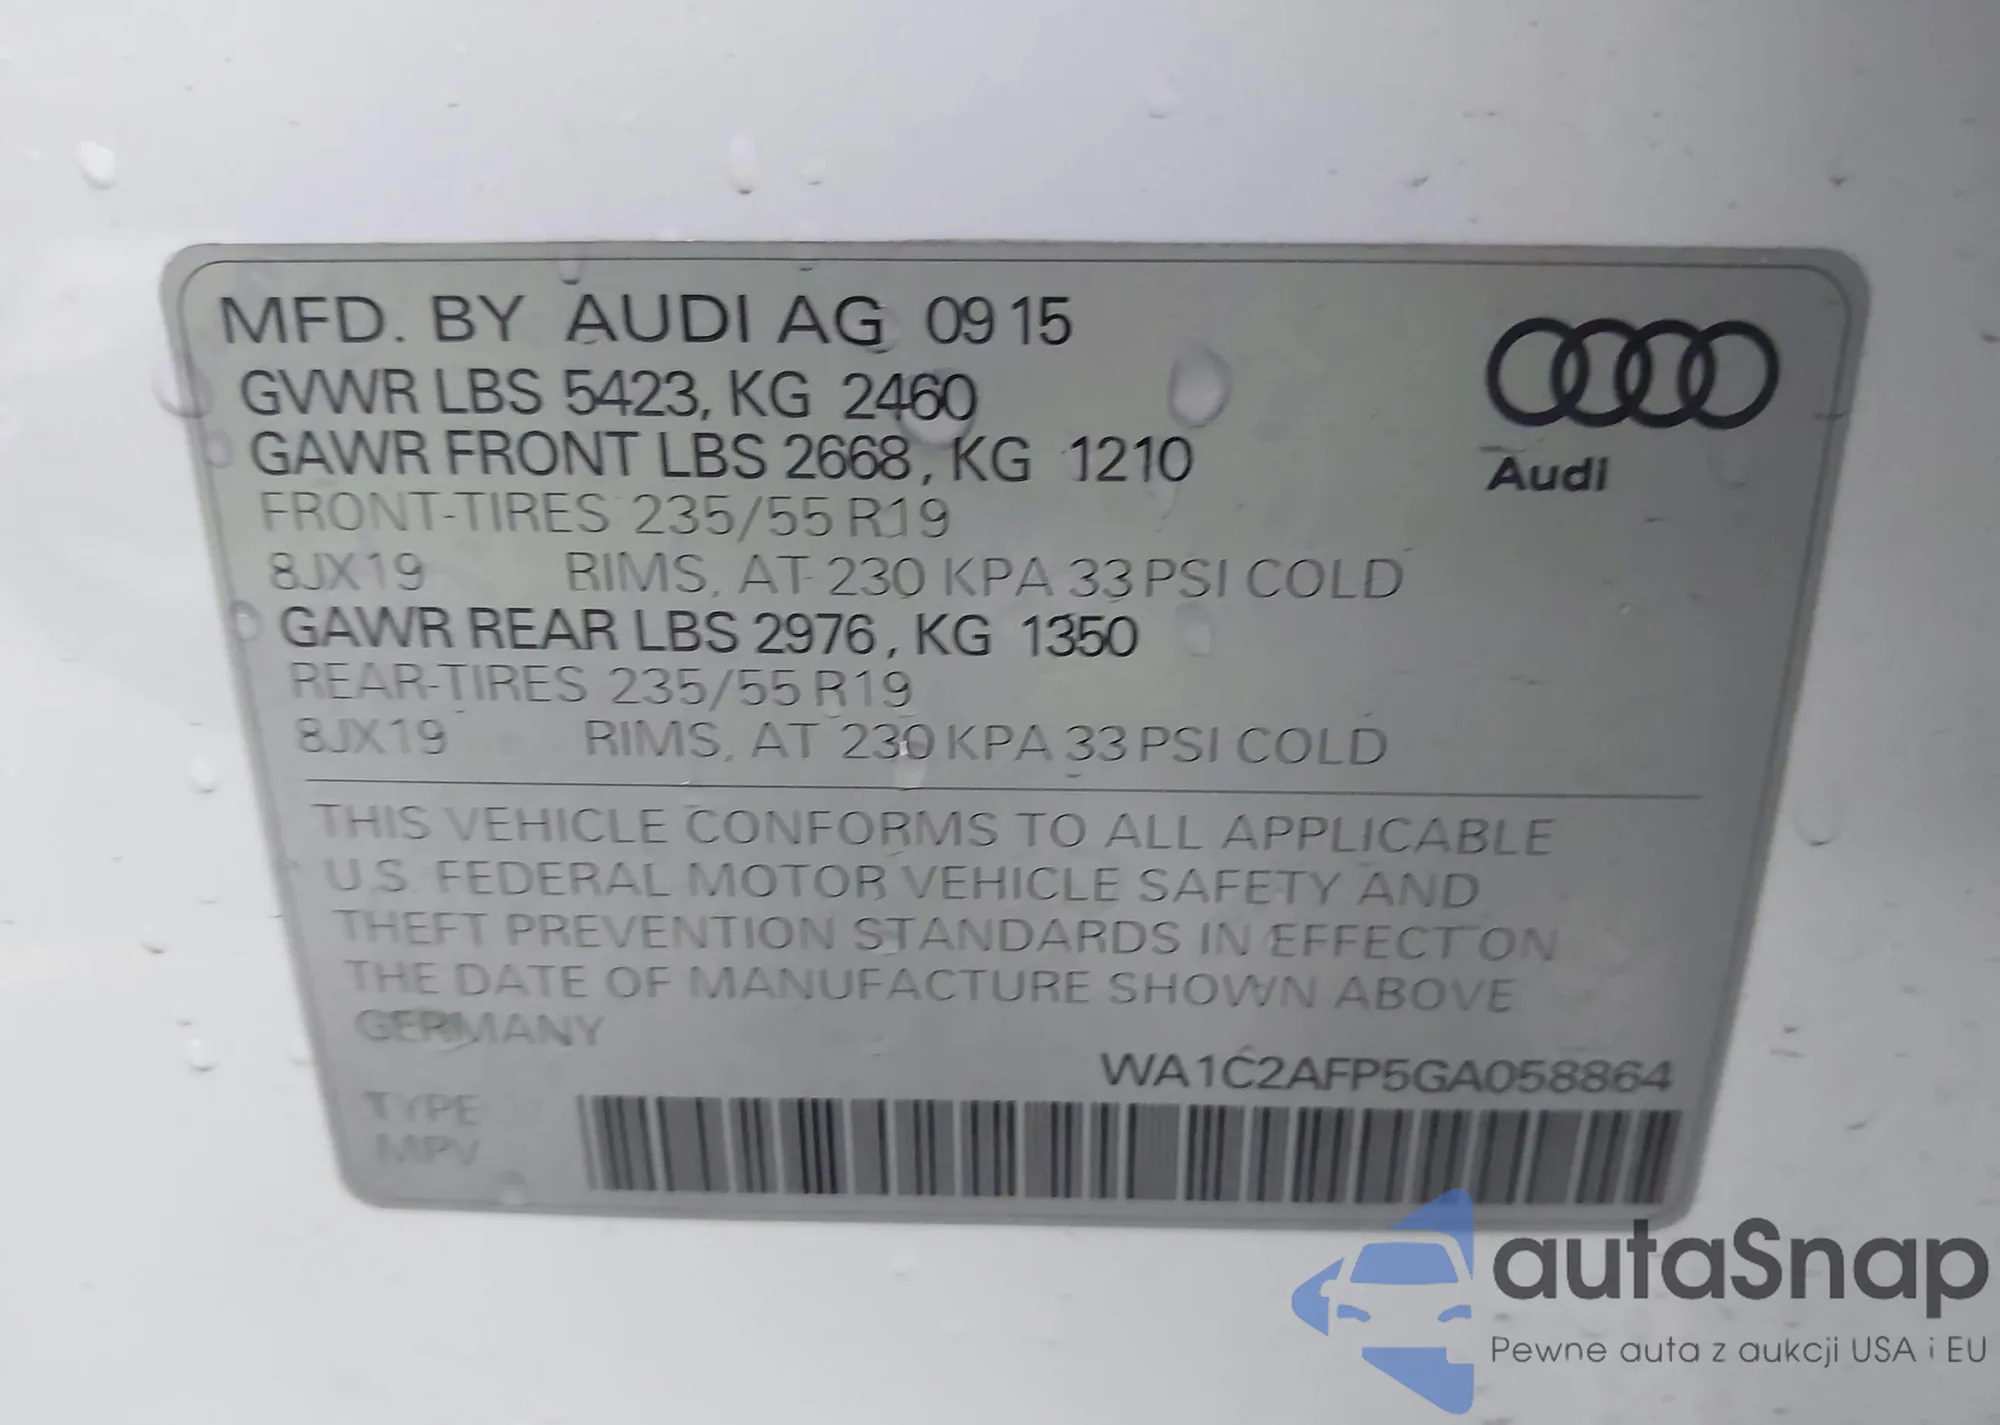 MFD. BY AUDI AG 09 15
GVWR LBS 5423, KG 2460
GAWR FRONT LBS 2668, KG 1210
FRONT-TIRES 235/55 R19
8JX19 RIMS, AT 230 KPA 33 PSI COLD
GAWR REAR LBS 2976, KG 1350
REAR-TIRES 235/55 R19
8JX19 RIMS, AT 230 KPA 33 PSI COLD
Audi
THIS VEHICLE CONFORMS TO ALL APPLICABLE
U.S. FEDERAL MOTOR VEHICLE SAFETY AND
THEFT PREVENTION STANDARDS IN EFFECT ON
THE DATE OF MANUFACTURE SHOWN ABOVE
GERMANY
WA1C2AFP5GA058864
TYPE
MPV
autaSnap
Pewne auta z aukcji USA i EU